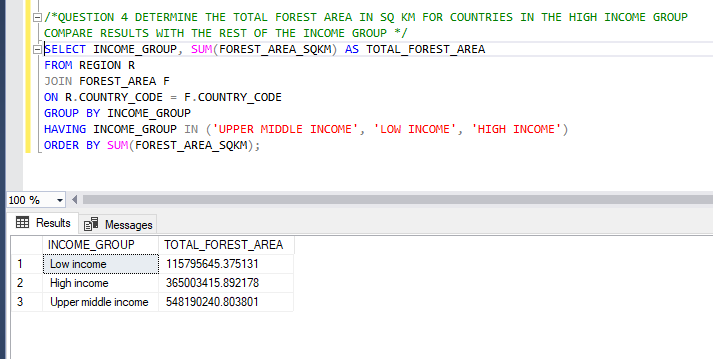 /*QUESTION 4 DETERMINE THE TOTAL FOREST AREA IN SQ KM FOR COUNTRIES IN THE HIGH INCOME GROUP
COMPARE RESULTS WITH THE REST OF THE INCOME GROUP */
SELECT INCOME_GROUP, SUM(FOREST_AREA_SQKM) AS TOTAL_FOREST_AREA
FROM REGION R
JOIN FOREST_AREA F
ON R.COUNTRY_CODE = F.COUNTRY_CODE
GROUP BY INCOME_GROUP
HAVING INCOME_GROUP IN ('UPPER MIDDLE INCOME', 'LOW INCOME', 'HIGH INCOME')
ORDER BY SUM(FOREST_AREA_SQKM);
100 %
Results Messages
INCOME_GROUP TOTAL_FOREST_AREA
1 Low income 115795645.375131
2 High income 365003415.892178
3 Upper middle income 548190240.803801